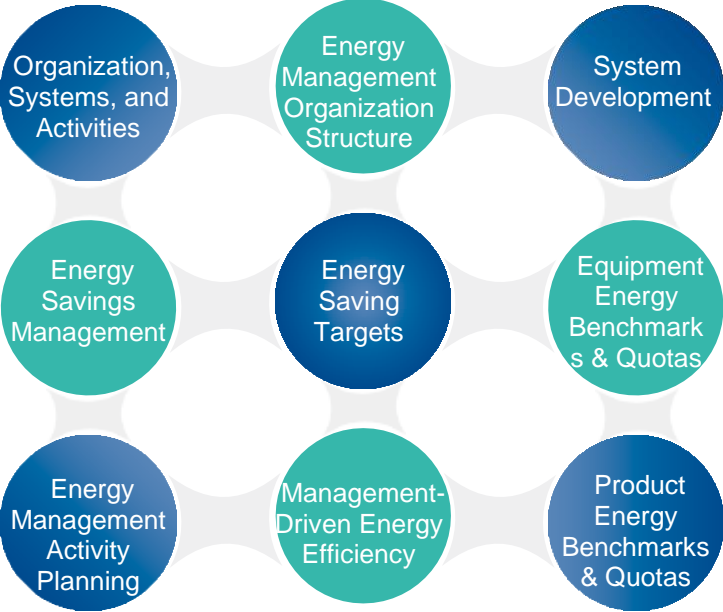 Organization,
Systems, and
Activities
Energy
Management
Organization
Structure
System
Development
Energy
Savings
Management
Energy
Saving
Targets
Equipment
Energy
Benchmark
s & Quotas
Energy
Management
Activity
Planning
Management-
Driven Energy
Efficiency
Product
Energy
Benchmarks
& Quotas